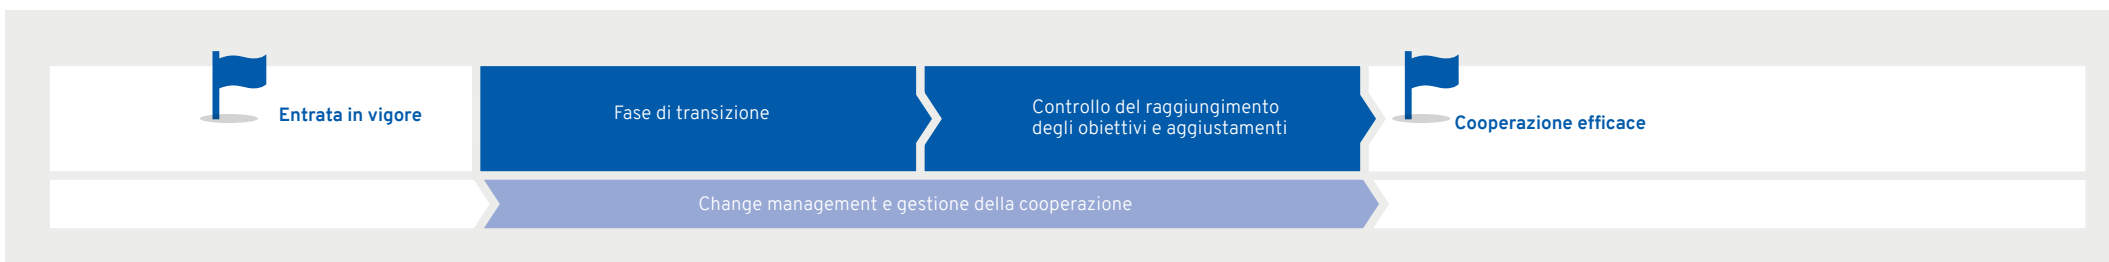 Entrata in vigore
Fase di transizione
Controllo del raggiungimento
degli obiettivi e aggiustamenti
Cooperazione efficace
Change management e gestione della cooperazione